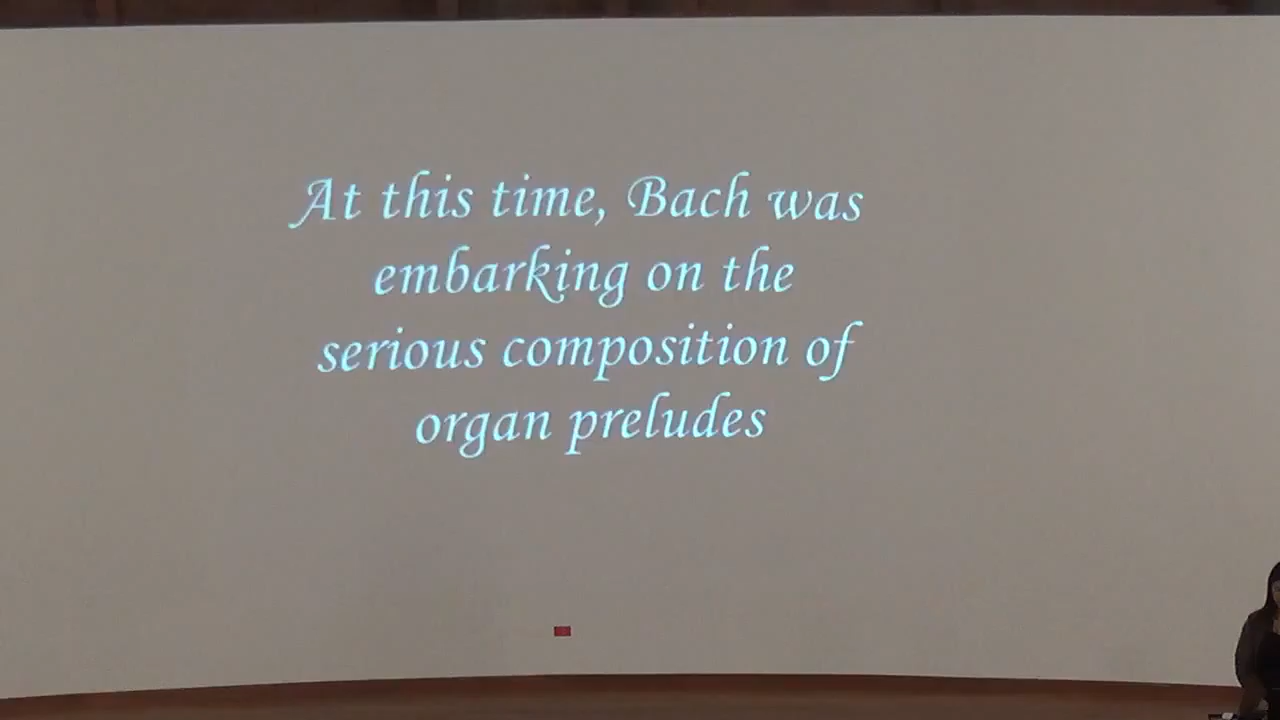 At this time, Bach was
embarking on the
serious composition of
organ preludes